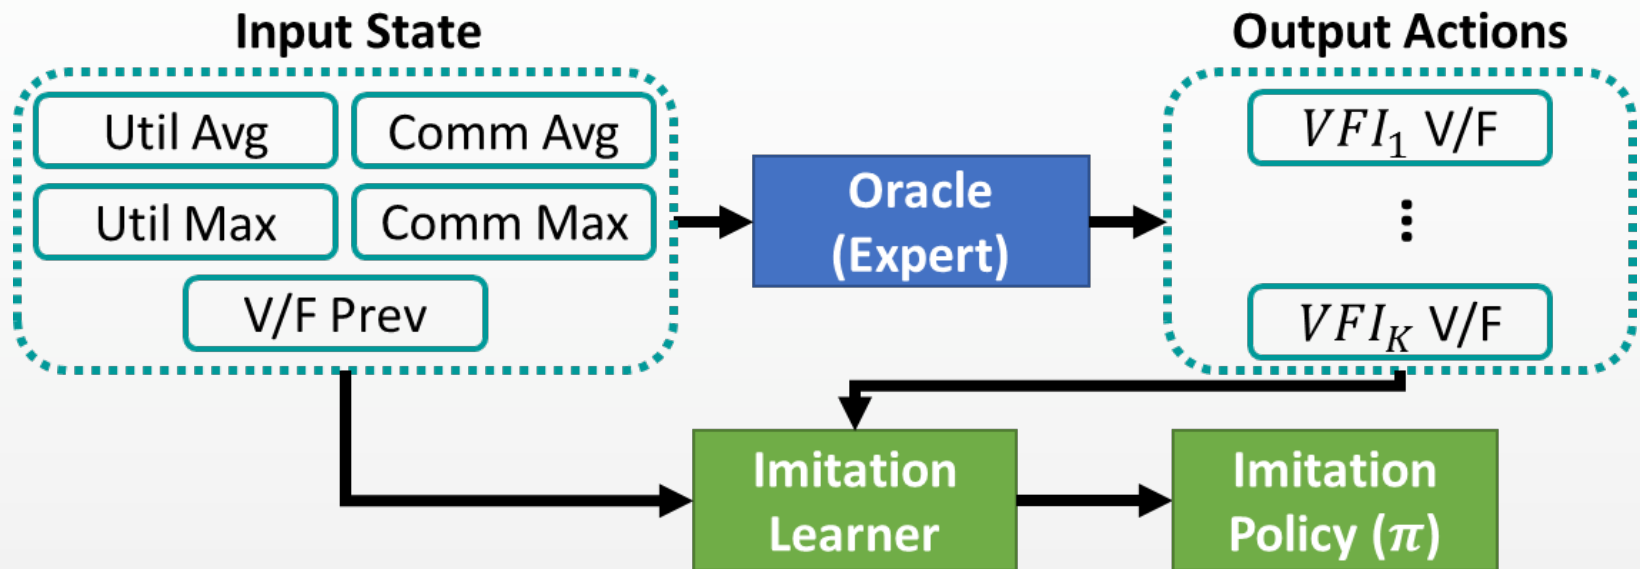 Input State
Util Avg
Comm Avg
Util Max
Comm Max
V/F Prev
Oracle
(Expert)
Output Actions
VFI₁ V/F
⋮
VFI_K V/F
Imitation
Learner
Imitation
Policy (π)